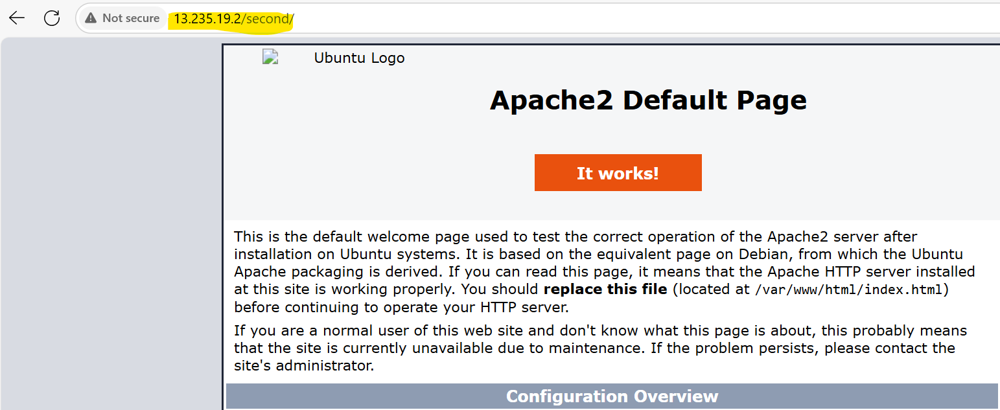 Not secure 13.235.19.2/second/
Ubuntu Logo
Apache2 Default Page
It works!
This is the default welcome page used to test the correct operation of the Apache2 server after
installation on Ubuntu systems. It is based on the equivalent page on Debian, from which the Ubuntu
Apache packaging is derived. If you can read this page, it means that the Apache HTTP server installed
at this site is working properly. You should replace this file (located at /var/www/html/index.html)
before continuing to operate your HTTP server.
If you are a normal user of this web site and don't know what this page is about, this probably means
that the site is currently unavailable due to maintenance. If the problem persists, please contact the
site's administrator.
Configuration Overview